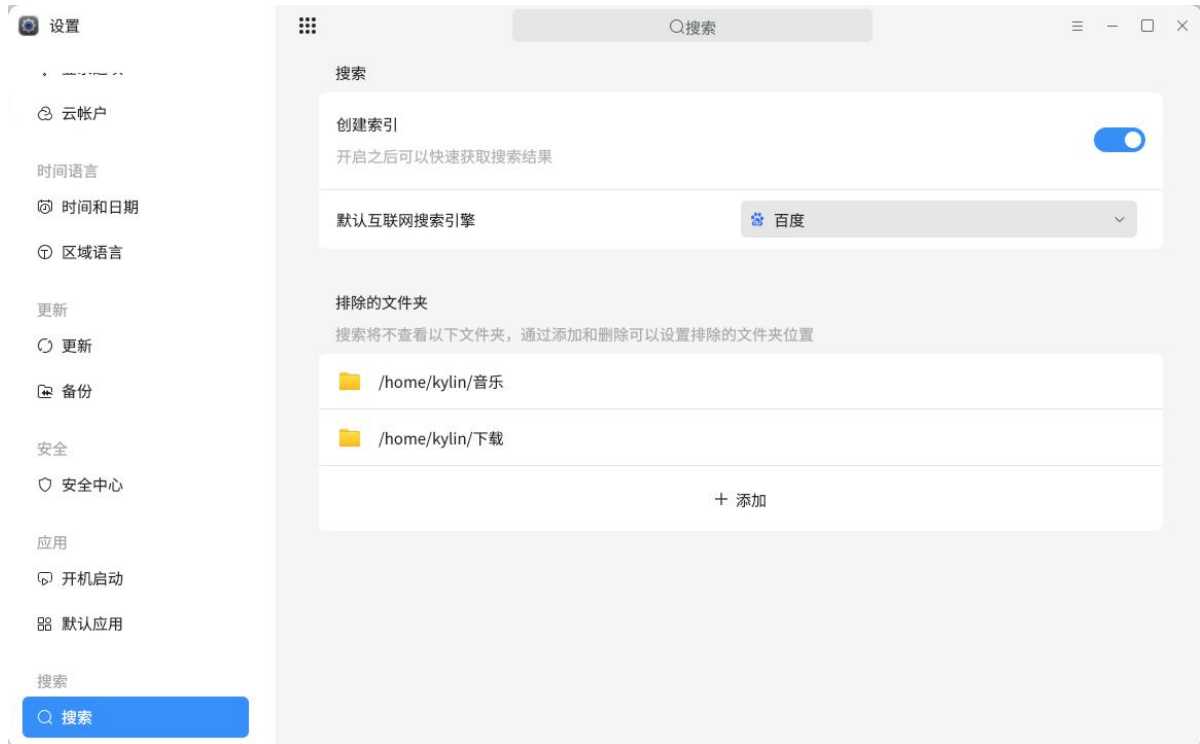 设置
搜索
云帐户
时间语言
时间和日期
区域语言
更新
更新
备份
安全
安全中心
应用
开机启动
默认应用
搜索
搜索
搜索
创建索引
开启之后可以快速获取搜索结果
默认互联网搜索引擎
百度
排除的文件夹
搜索将不查看以下文件夹，通过添加和删除可以设置排除的文件夹位置
/home/kylin/音乐
/home/kylin/下载
添加